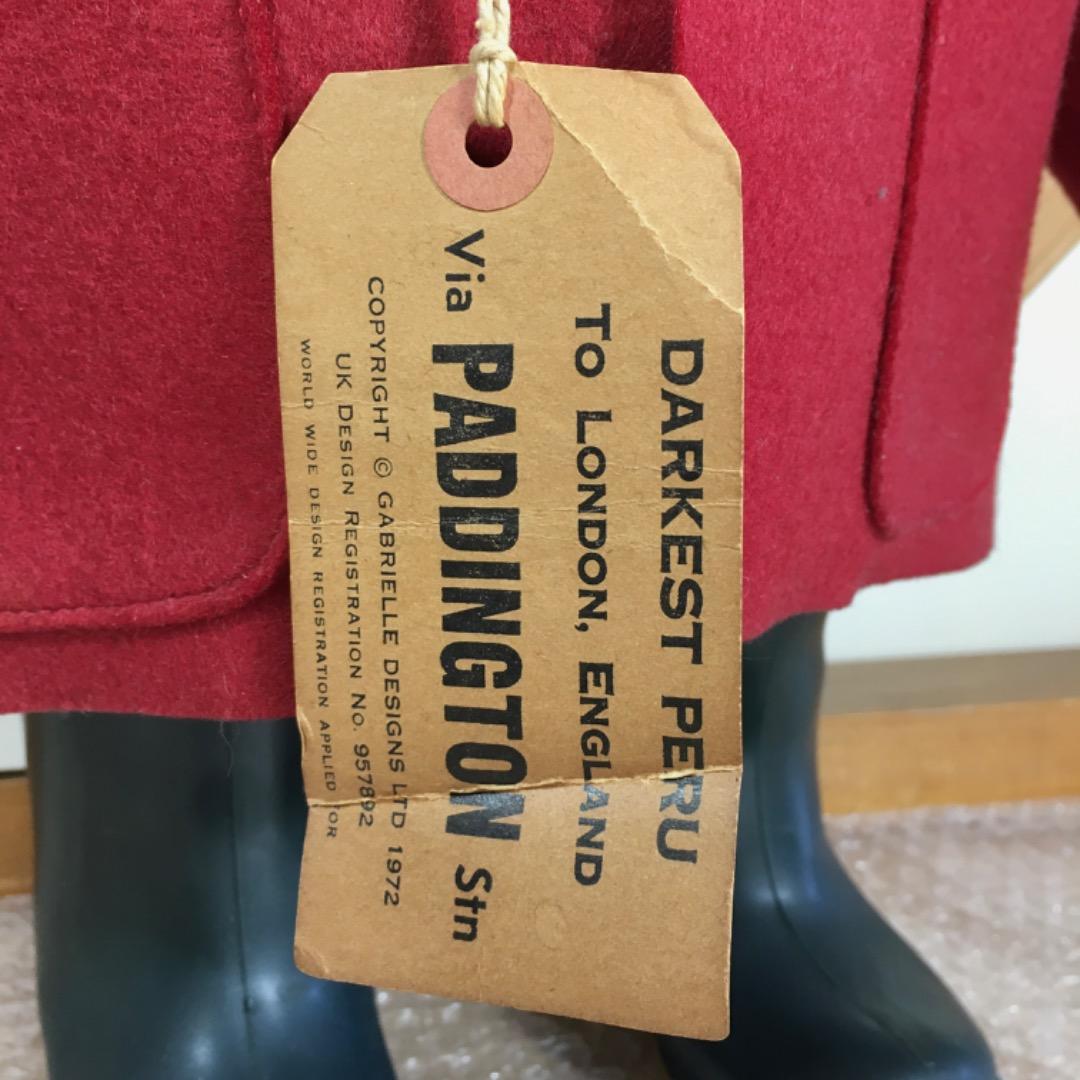 DARKEST PERU
TO LONDON, ENGLAND
Via PADDINGTON Stn
COPYRIGHT © GABRIELLE DESIGNS LTD 1972
UK DESIGN REGISTRATION No. 957892
WORLD WIDE DESIGN REGISTRATION APPLIED FOR